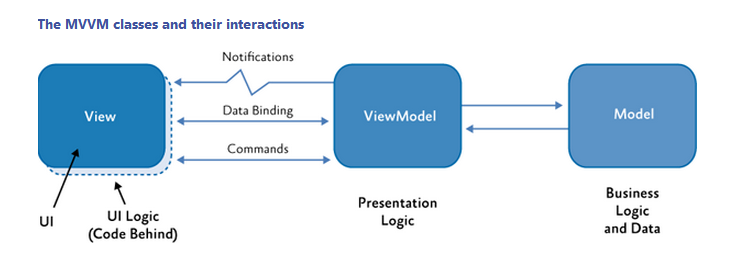 The MVVM classes and their interactions
Notifications
View
Data Binding
ViewModel
Model
Commands
UI
UI Logic
(Code Behind)
Presentation
Logic
Business
Logic
and Data